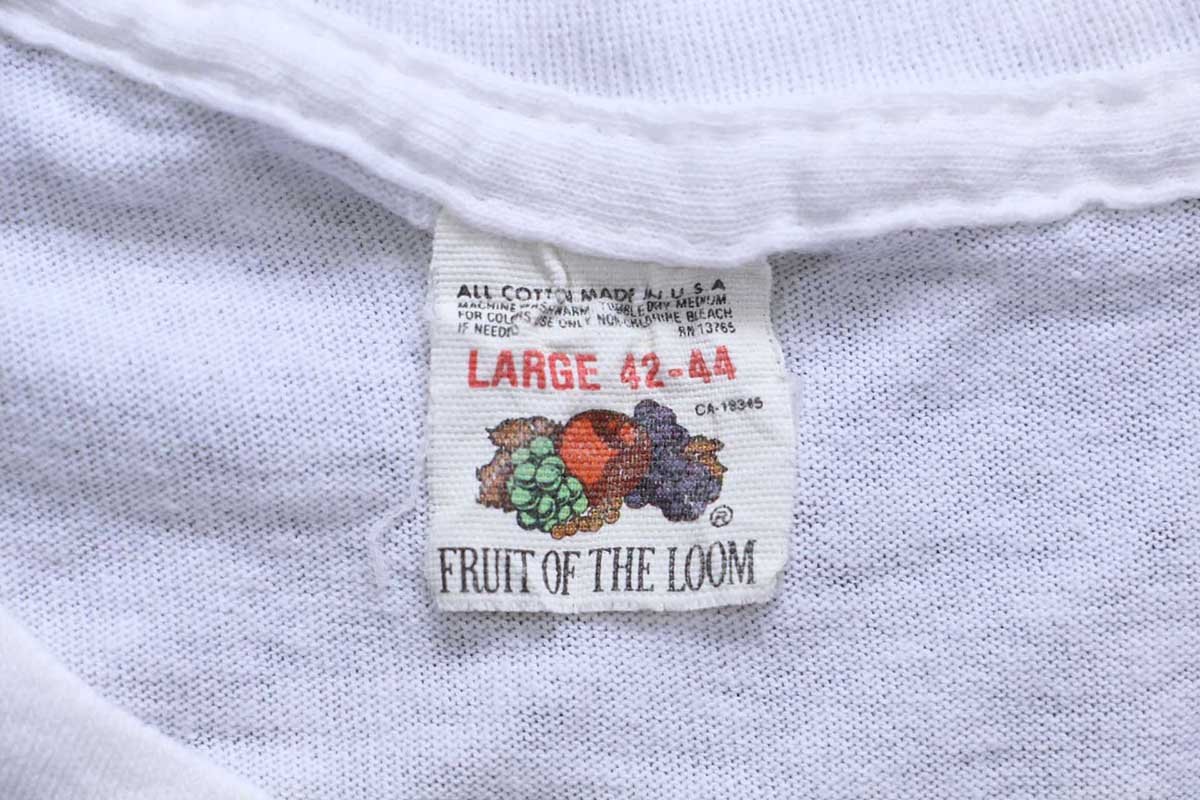 ALL COTTON MADE IN U S A
MACHINE WASH WARM, TUMBLE DRY MEDIUM.
FOR COLORS USE ONLY NON-CHLORINE BLEACH
IF NEEDED RN 13765
LARGE 42-44
CA-19345
®
FRUIT OF THE LOOM